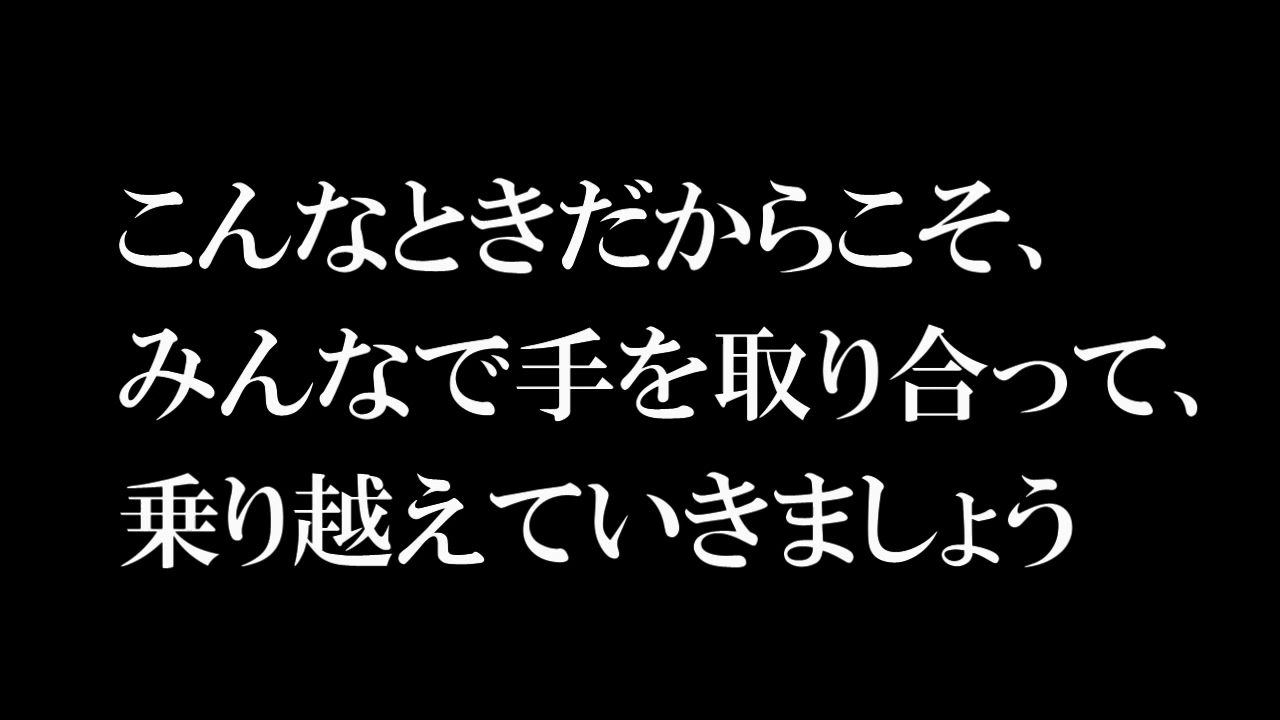 こんなときだからこそ、
みんなで手を取り合って、
乗り越えていきましょう